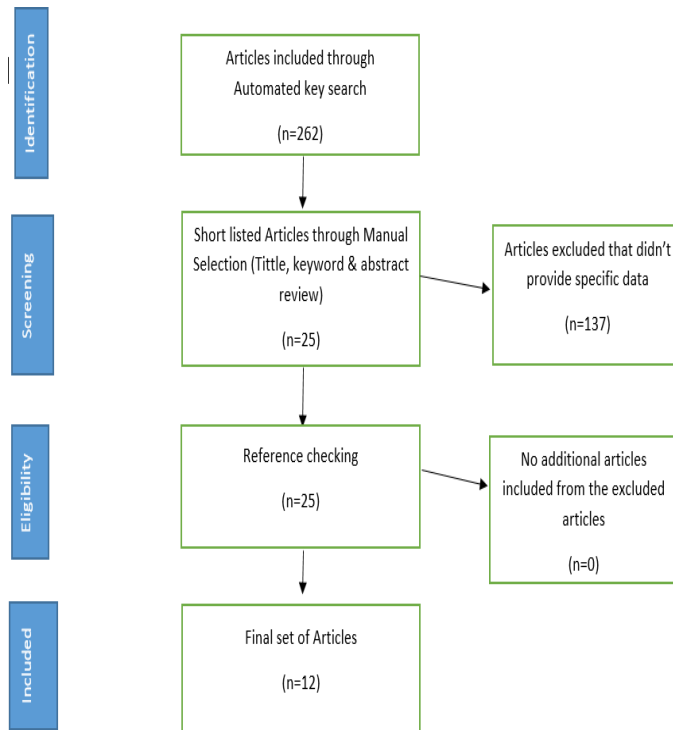 Identification
Articles included through
Automated key search
(n=262)
Screening
Short listed Articles through Manual
Selection (Tittle, keyword & abstract
review)
(n=25)
Articles excluded that didn’t
provide specific data
(n=137)
Eligibility
Reference checking
(n=25)
No additional articles
included from the excluded
articles
(n=0)
Included
Final set of Articles
(n=12)